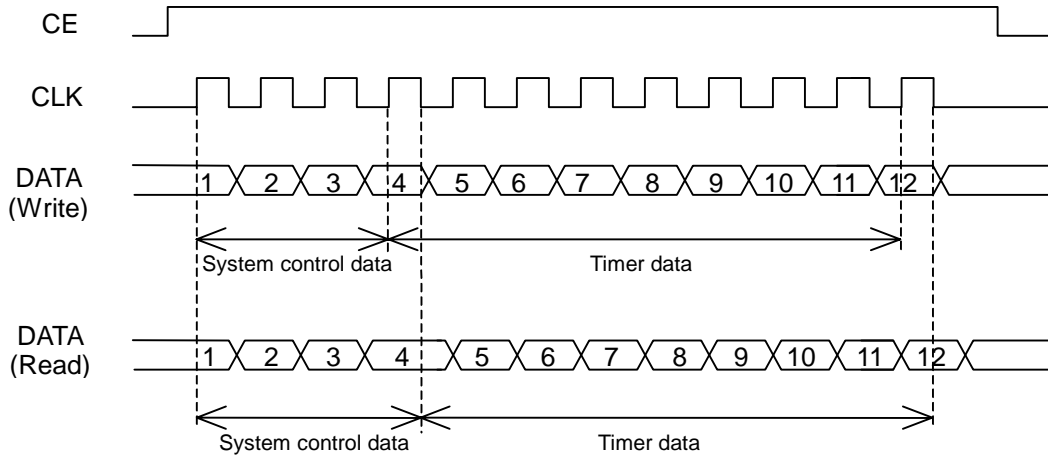 CE
CLK
DATA
(Write)
1 2 3 4 5 6 7 8 9 10 11 12
System control data Timer data
DATA
(Read)
1 2 3 4 5 6 7 8 9 10 11 12
System control data Timer data